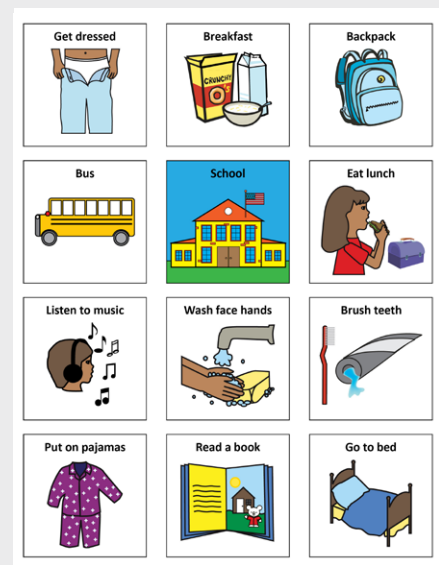 Get dressed
Breakfast
Backpack
CRUNCHY
O's
Bus
School
Eat lunch
Listen to music
Wash face hands
Brush teeth
Put on pajamas
Read a book
Go to bed